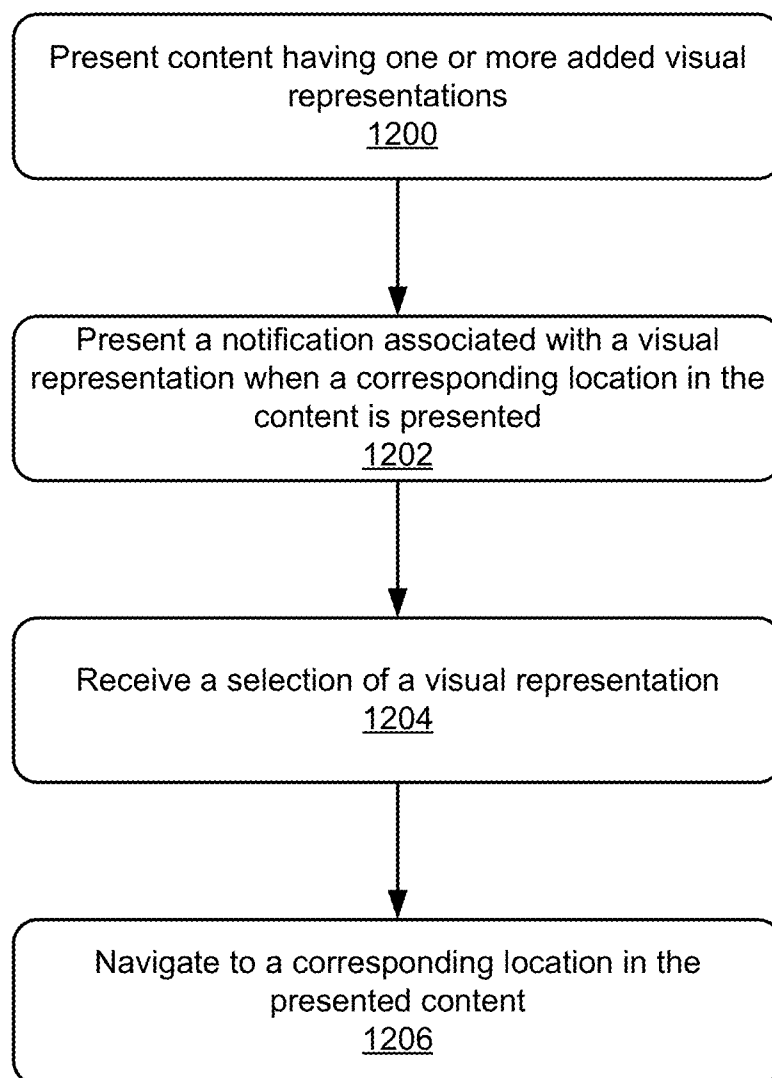 Present content having one or more added visual
representations
1200
Present a notification associated with a visual
representation when a corresponding location in the
content is presented
1202
Receive a selection of a visual representation
1204
Navigate to a corresponding location in the
presented content
1206